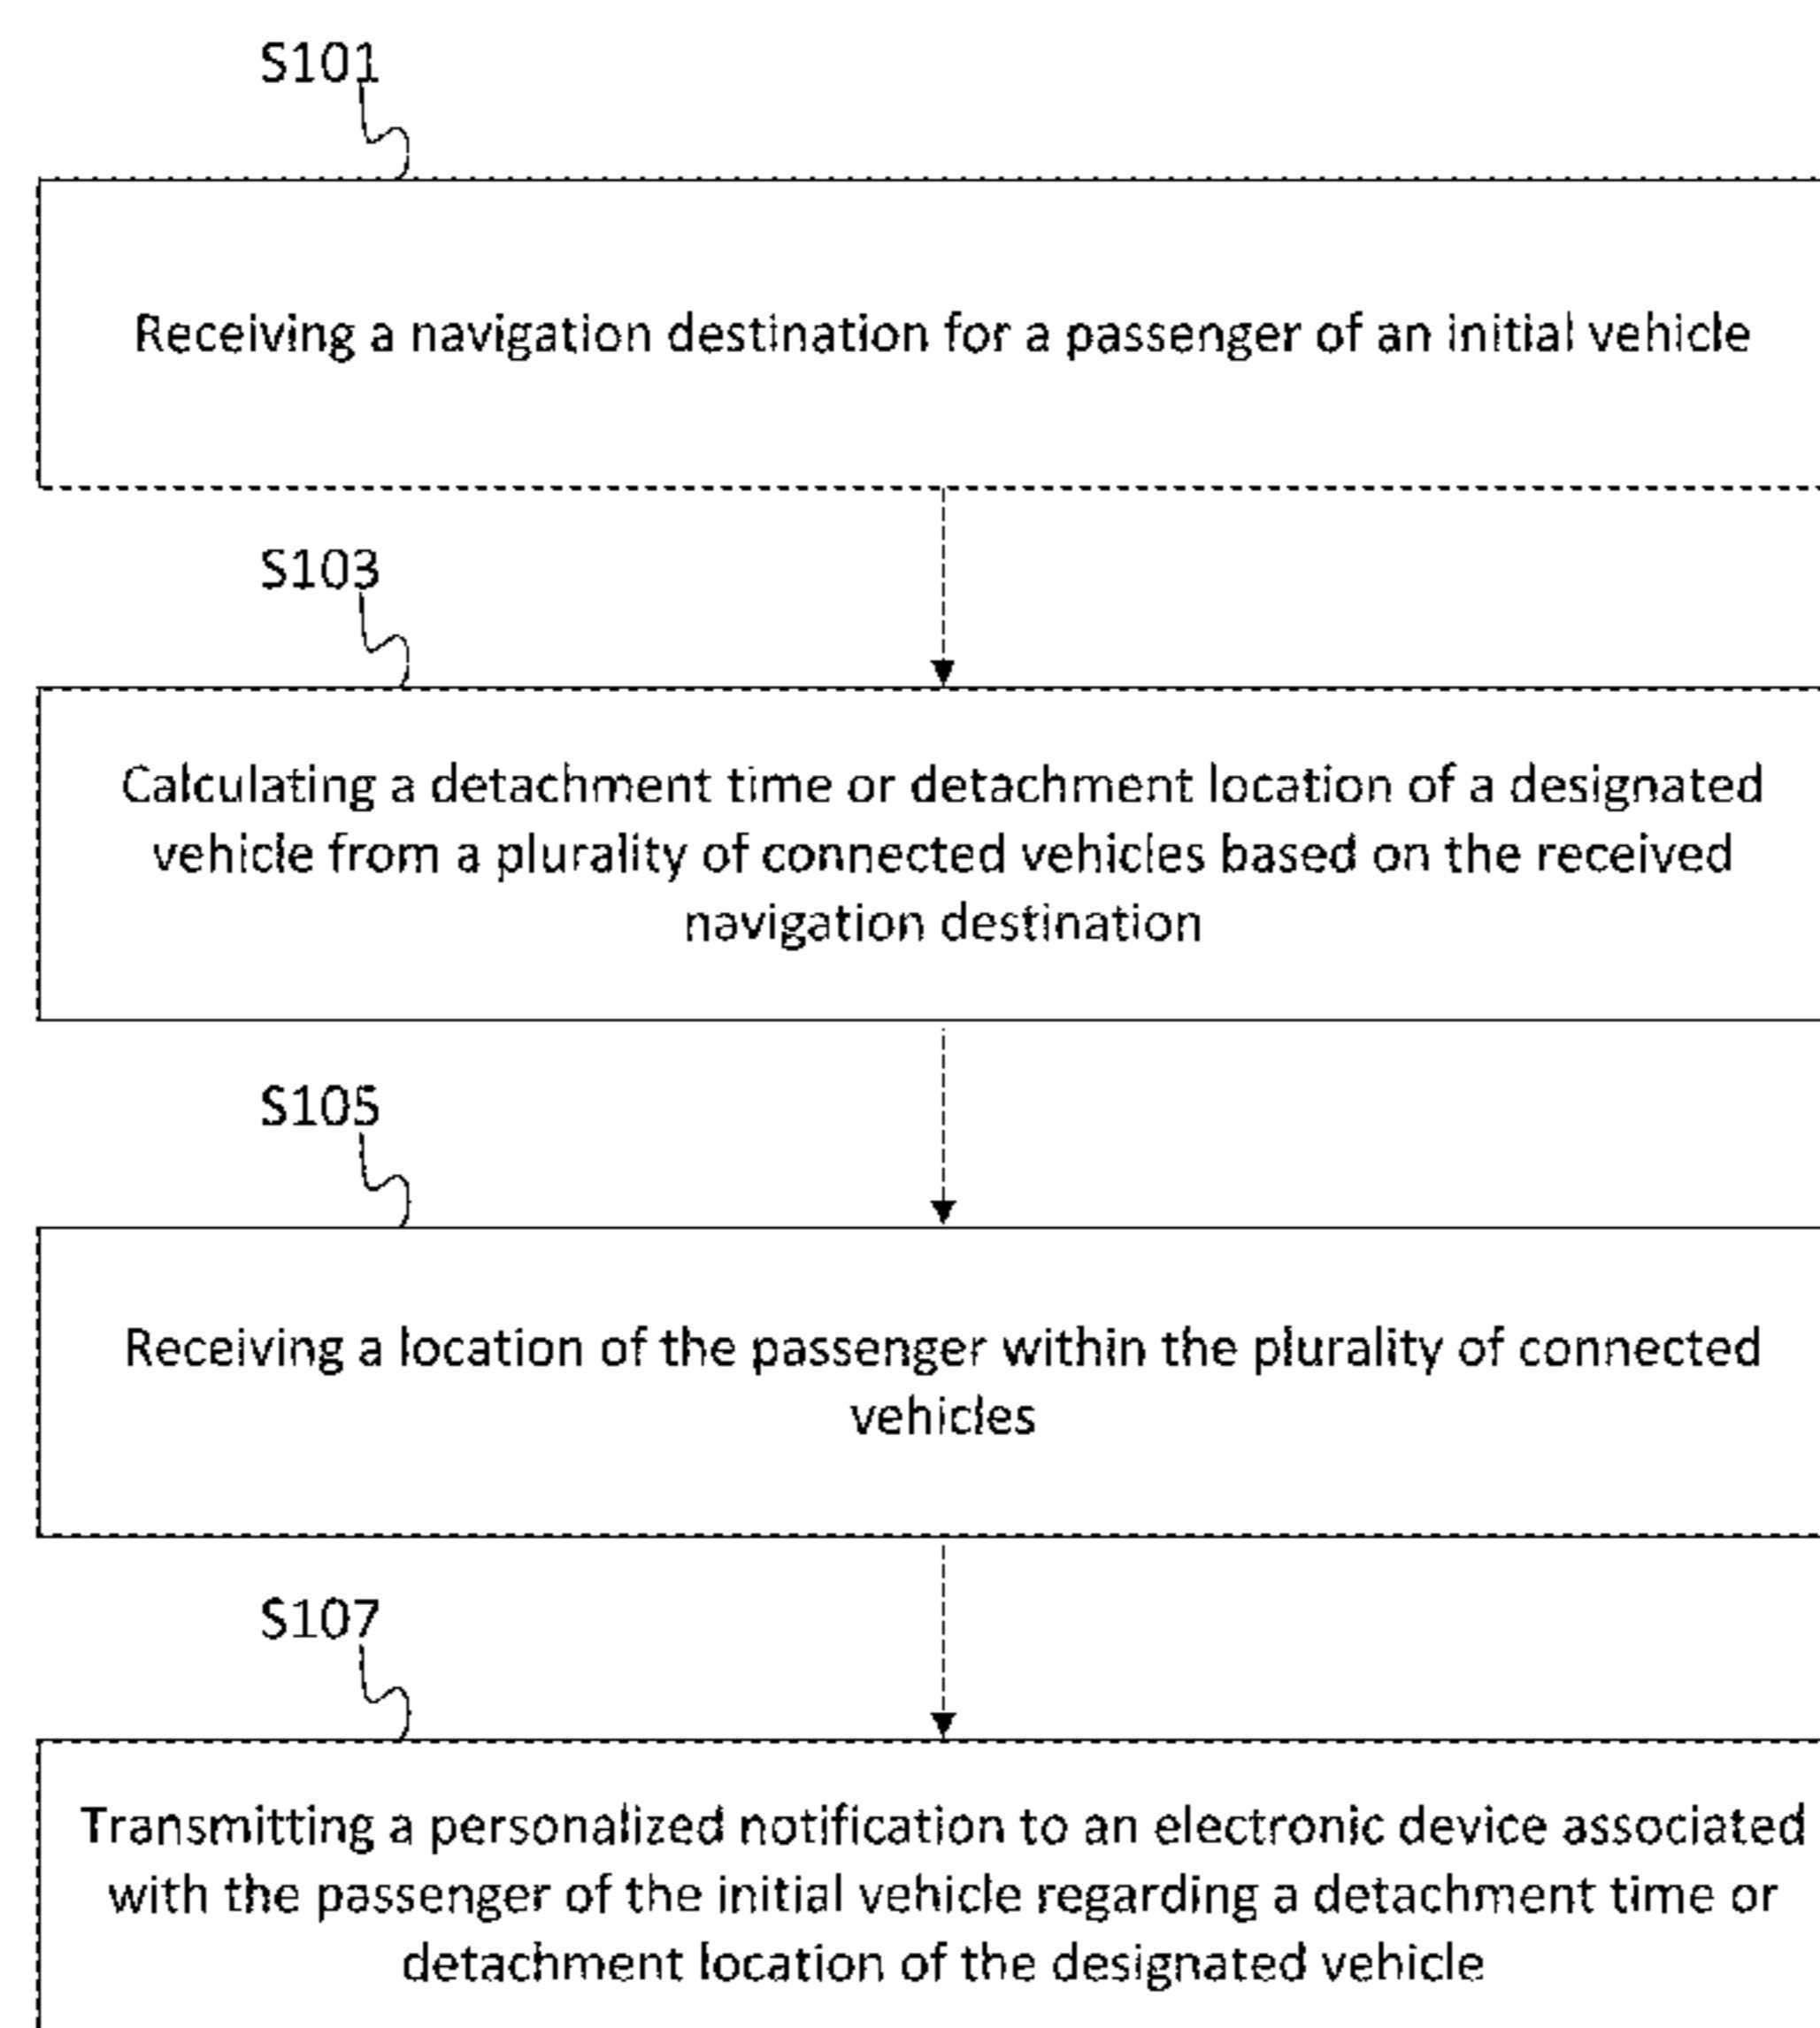 S101
Receiving a navigation destination for a passenger of an initial vehicle
S103
Calculating a detachment time or detachment location of a designated
vehicle from a plurality of connected vehicles based on the received
navigation destination
S105
Receiving a location of the passenger within the plurality of connected
vehicles
S107
Transmitting a personalized notification to an electronic device associated
with the passenger of the initial vehicle regarding a detachment time or
detachment location of the designated vehicle